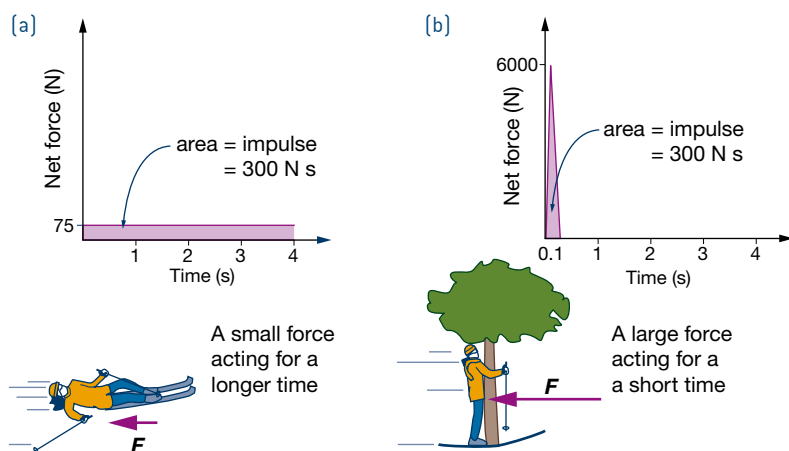 (a)
Net force (N)
75
area = impulse
= 300 N s
1 2 3 4
Time (s)
A small force
acting for a
longer time
F
(b)
Net force (N)
6000
area = impulse
= 300 N s
0.1 1 2 3 4
Time (s)
A large force
acting for a
a short time
F